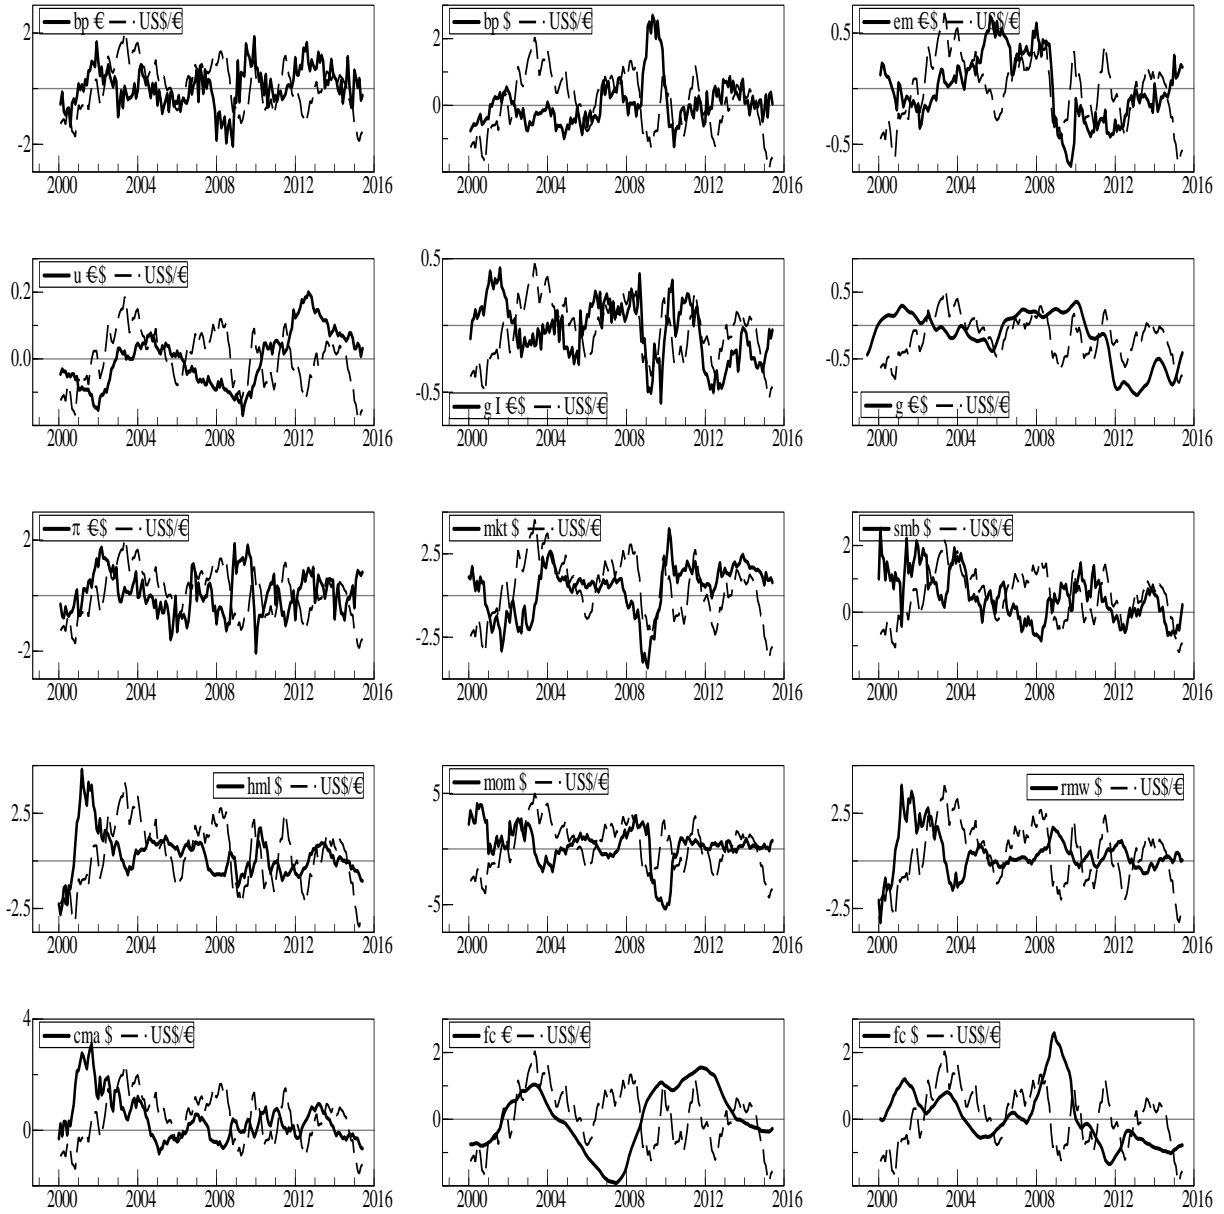 bp € US$/€
2
-2
2000 2004 2008 2012 2016
bp $ US$/€
2
0
2000 2004 2008 2012 2016
em €-$ US$/€
0.5
-0.5
2000 2004 2008 2012 2016
u €-$ US$/€
0.2
0.0
2000 2004 2008 2012 2016
0.5
-0.5
g I €-$ US$/€
2000 2004 2008 2012 2016
0.5
-0.5
g €-$ US$/€
2000 2004 2008 2012 2016
π €-$ US$/€
2
-2
2000 2004 2008 2012 2016
mkt $ US$/€
2.5
-2.5
2000 2004 2008 2012 2016
smb $ US$/€
2
0
2000 2004 2008 2012 2016
hml $ US$/€
2.5
-2.5
2000 2004 2008 2012 2016
mom $ US$/€
5
-5
2000 2004 2008 2012 2016
rmw $ US$/€
2.5
-2.5
2000 2004 2008 2012 2016
4
cma $ US$/€
0
2000 2004 2008 2012 2016
fc € US$/€
2
0
2000 2004 2008 2012 2016
fc $ US$/€
2
0
2000 2004 2008 2012 2016